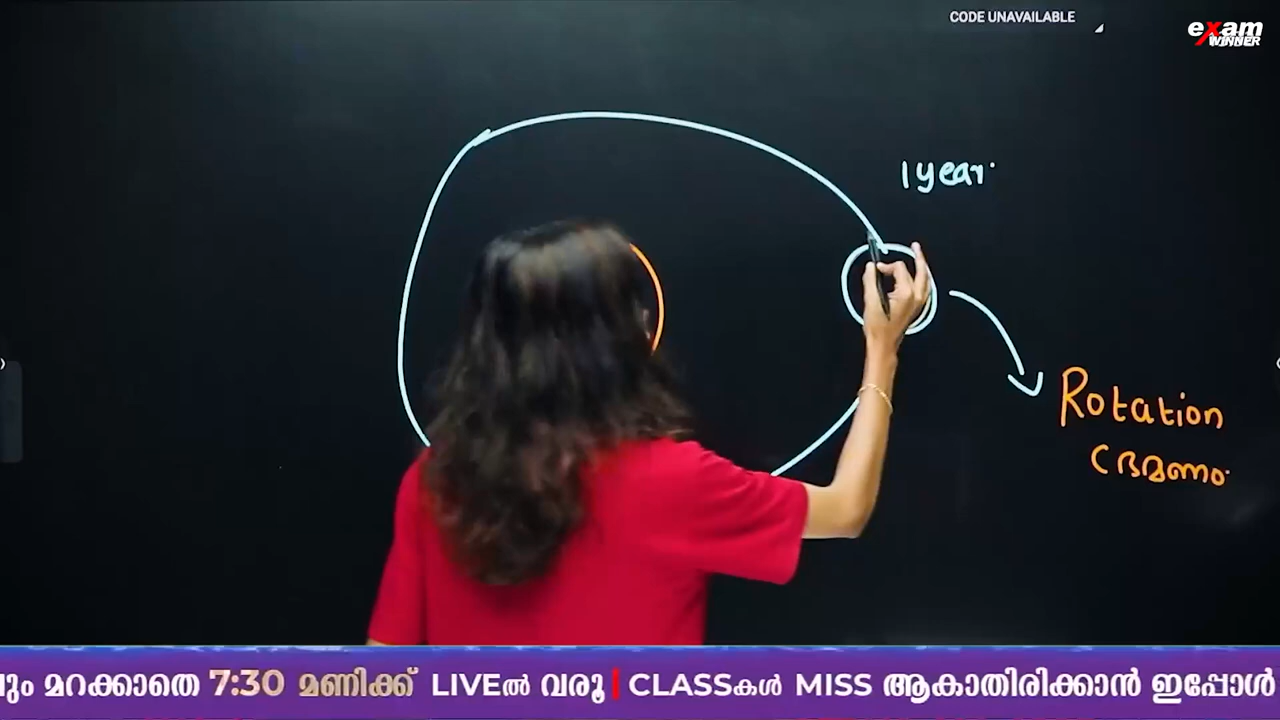 CODE UNAVAILABLE
exam
WINNER
1 year
Rotation
ഭ്രമണം
മറക്കാതെ 7:30 മണിക്ക് LIVEൽ വരൂ | CLASSകൾ MISS ആകാതിരിക്കാൻ ഇപ്പോൾ